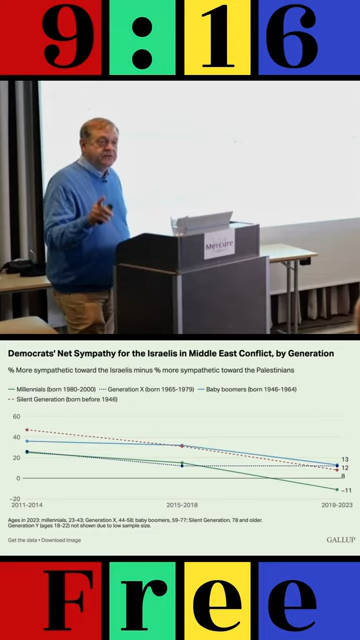 9:16
Mercure
Democrats' Net Sympathy for the Israelis in Middle East Conflict, by Generation
% More sympathetic toward the Israelis minus % more sympathetic toward the Palestinians
Millennials (born 1980-2000) Generation X (born 1965-1979) Baby boomers (born 1946-1964)
Silent Generation (born before 1946)
60
40
20
0
-20
13
12
8
-11
2011-2014 2015-2018 2019-2023
Ages in 2023: millennials, 23-43; Generation X, 44-58; baby boomers, 59-77; Silent Generation, 78 and older.
Generation Y (ages 18-22) not shown due to low sample size.
Get the data • Download image GALLUP
Free